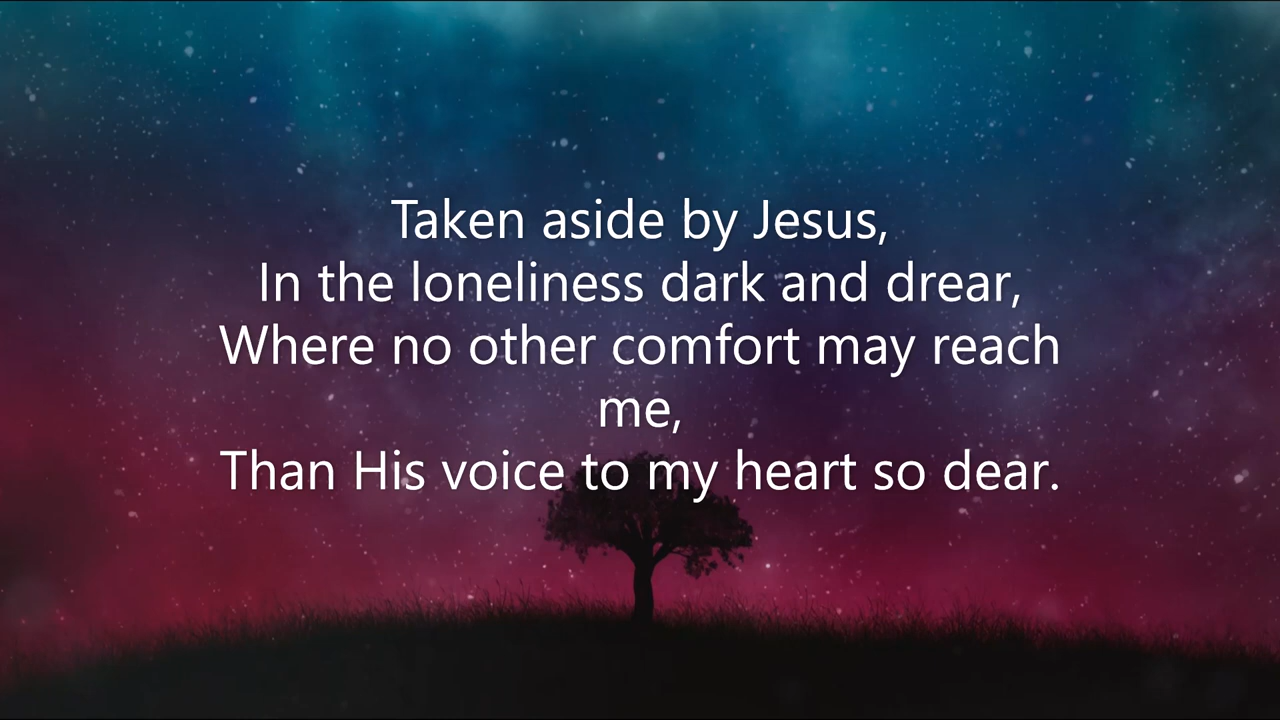 Taken aside by Jesus,
In the loneliness dark and drear,
Where no other comfort may reach
me,
Than His voice to my heart so dear.